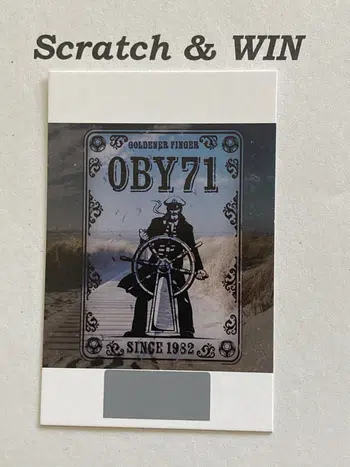 Scratch & WIN
GOLDENER FINGER
OBY71
SINCE 1982